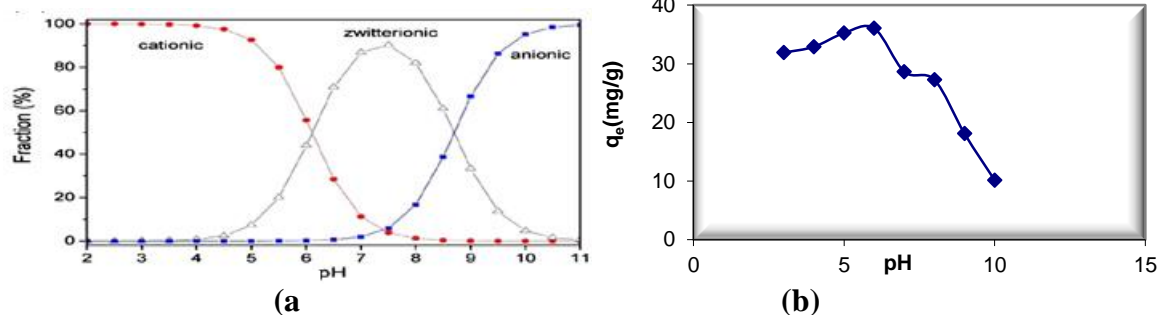 100
80
60
40
20
0
Fraction (%)
cationic
zwitterionic
anionic
2 3 4 5 6 7 8 9 10 11
pH
(a
b)
40
30
20
10
0
qe(mg/g)
0 5 10 15
pH
(b)